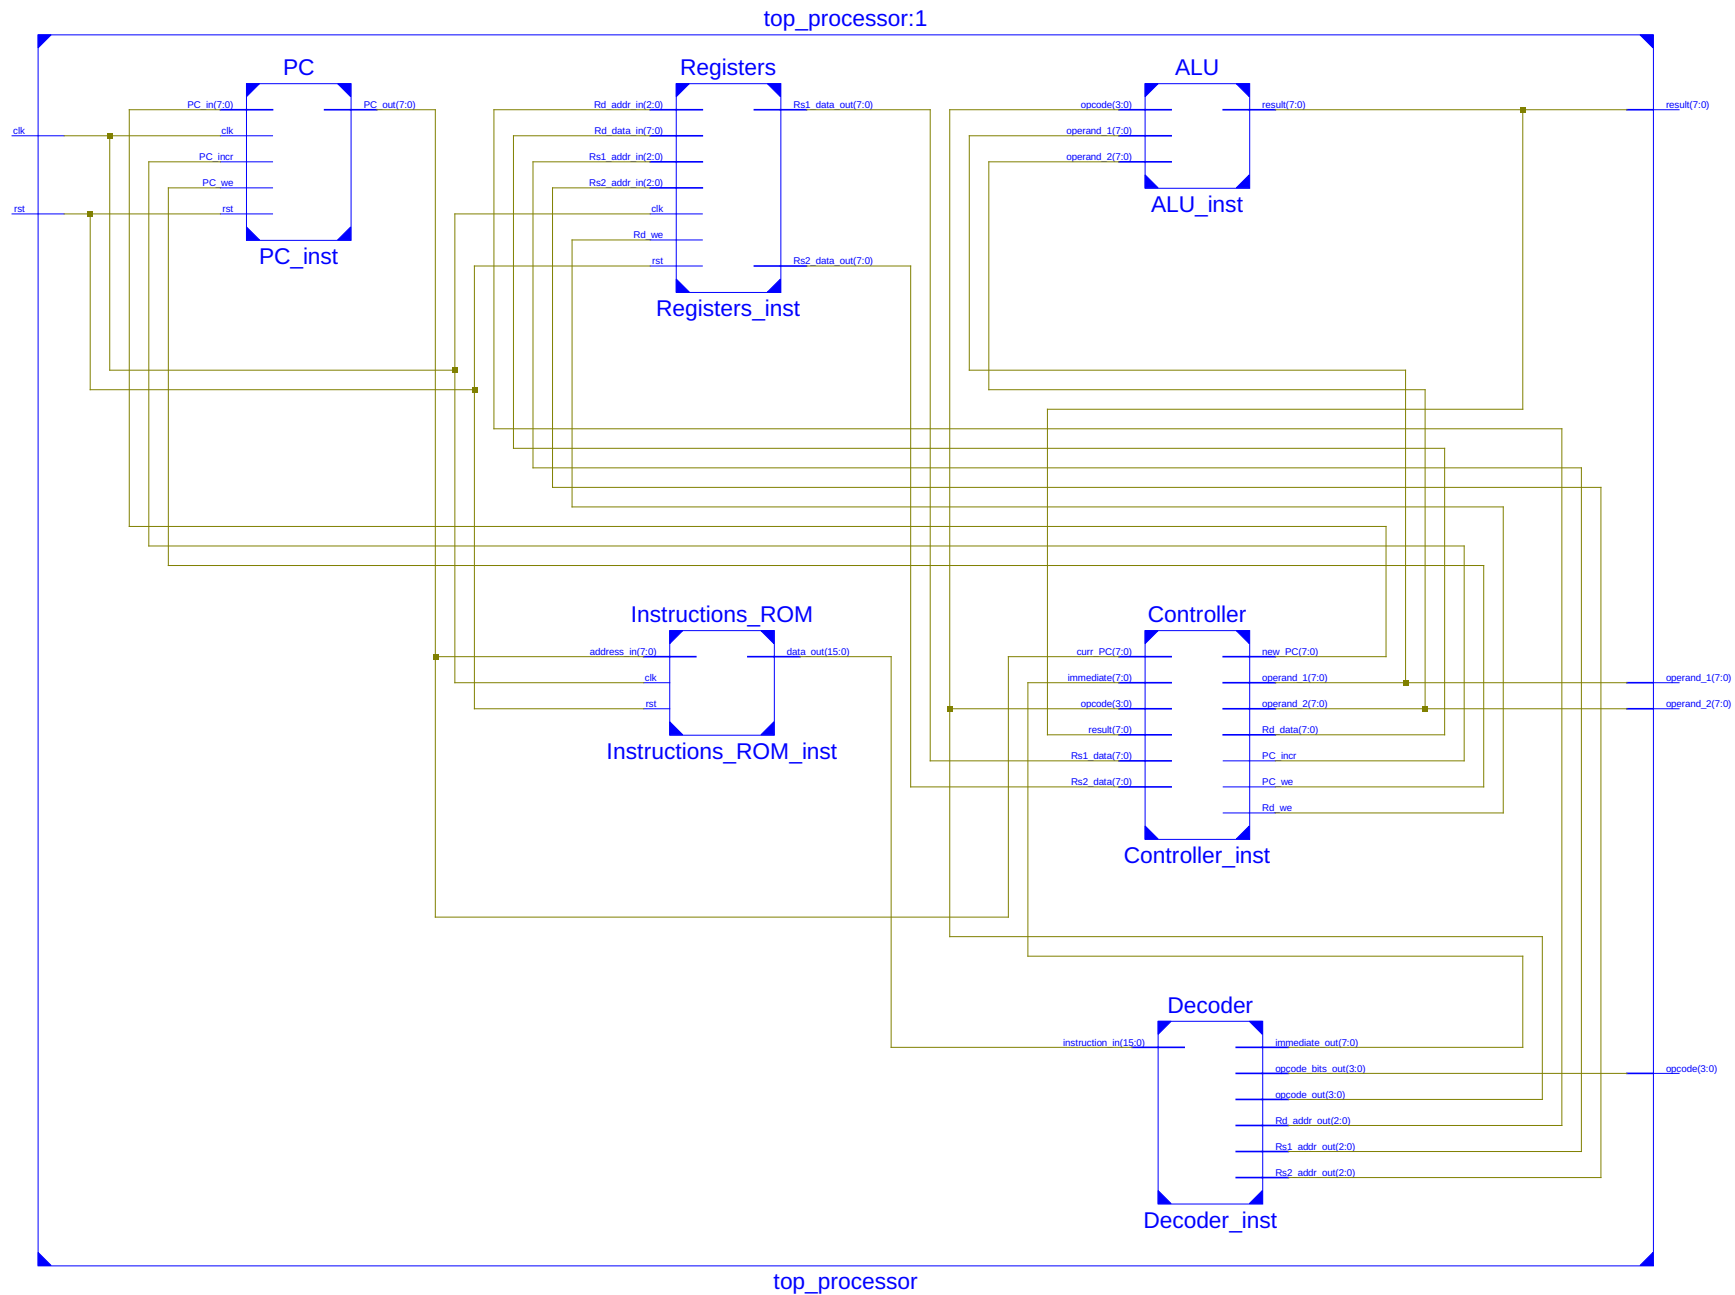 top_processor:1
PC
PC_in(7:0)
clk
PC_incr
PC_we
rst
PC_out(7:0)
PC_inst
clk
rst
Registers
Rd_addr_in(2:0)
Rd_data_in(7:0)
Rs1_addr_in(2:0)
Rs2_addr_in(2:0)
clk
Rd_we
rst
Rs1_data_out(7:0)
Rs2_data_out(7:0)
Registers_inst
ALU
opcode(3:0)
operand_1(7:0)
operand_2(7:0)
result(7:0)
ALU_inst
result(7:0)
Instructions_ROM
address_in(7:0)
clk
rst
data_out(15:0)
Instructions_ROM_inst
Controller
curr_PC(7:0)
immediate(7:0)
opcode(3:0)
result(7:0)
Rs1_data(7:0)
Rs2_data(7:0)
new_PC(7:0)
operand_1(7:0)
operand_2(7:0)
Rd_data(7:0)
PC_incr
PC_we
Rd_we
Controller_inst
operand_1(7:0)
operand_2(7:0)
Decoder
instruction_in(15:0)
immediate_out(7:0)
opcode_bits_out(3:0)
opcode_out(3:0)
Rd_addr_out(2:0)
Rs1_addr_out(2:0)
Rs2_addr_out(2:0)
Decoder_inst
opcode(3:0)
top_processor